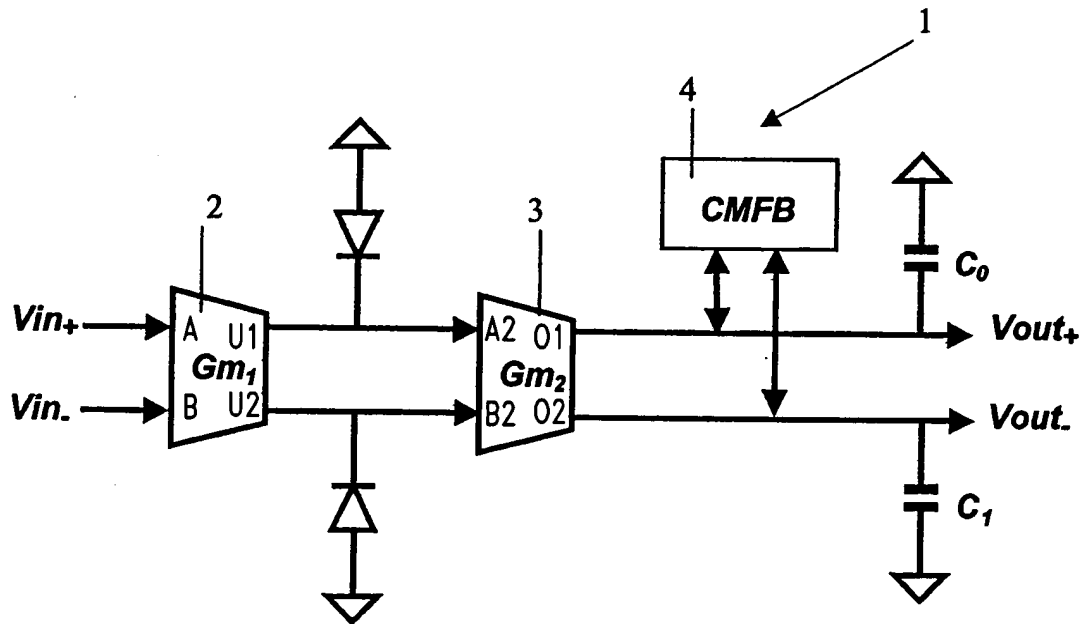 1
4
CMFB
2
3
C0
Vin+
A U1
A2 O1
Vout+
Gm1
Gm2
Vin-
B U2
B2 O2
Vout-
C1